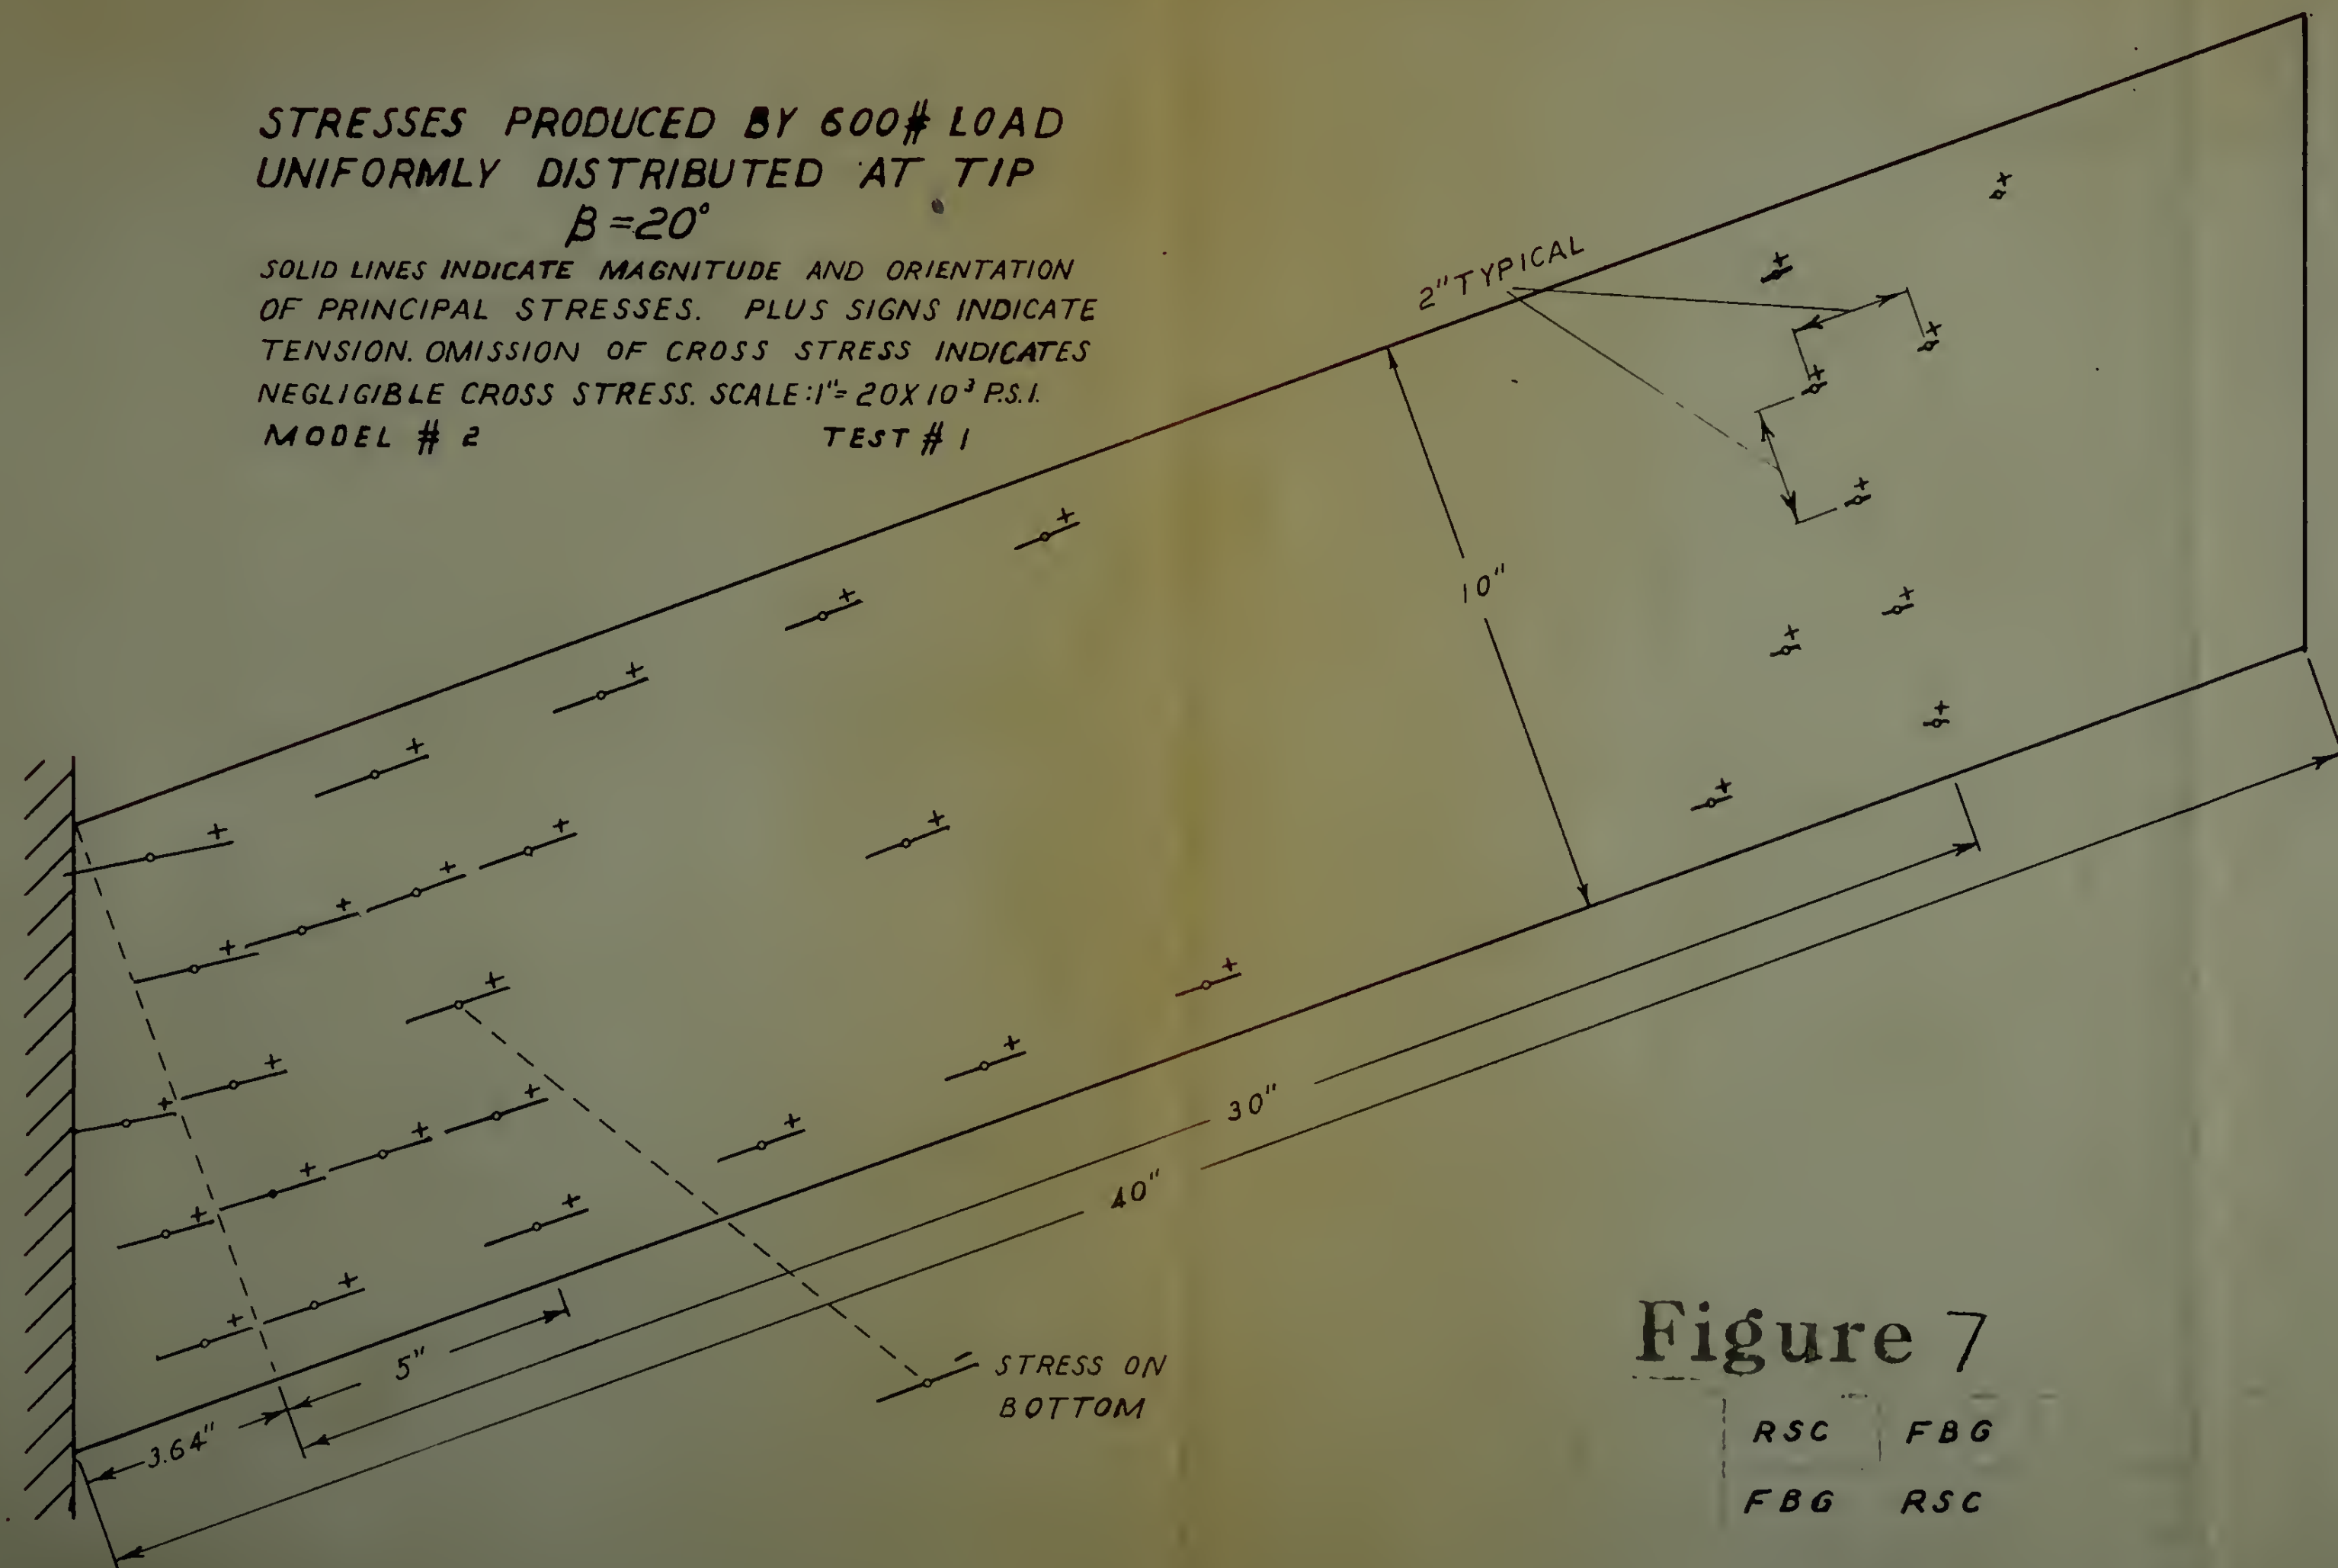 STRESSES PRODUCED BY 600# LOAD
UNIFORMLY DISTRIBUTED AT TIP
β = 20°
SOLID LINES INDICATE MAGNITUDE AND ORIENTATION
OF PRINCIPAL STRESSES. PLUS SIGNS INDICATE
TENSION. OMISSION OF CROSS STRESS INDICATES
NEGLIGIBLE CROSS STRESS. SCALE: 1" = 20 X 10³ P.S.I.
MODEL # 2 TEST # 1
2" TYPICAL
10"
30"
40"
5"
3.64"
STRESS ON
BOTTOM
Figure 7
RSC FBG
FBG RSC